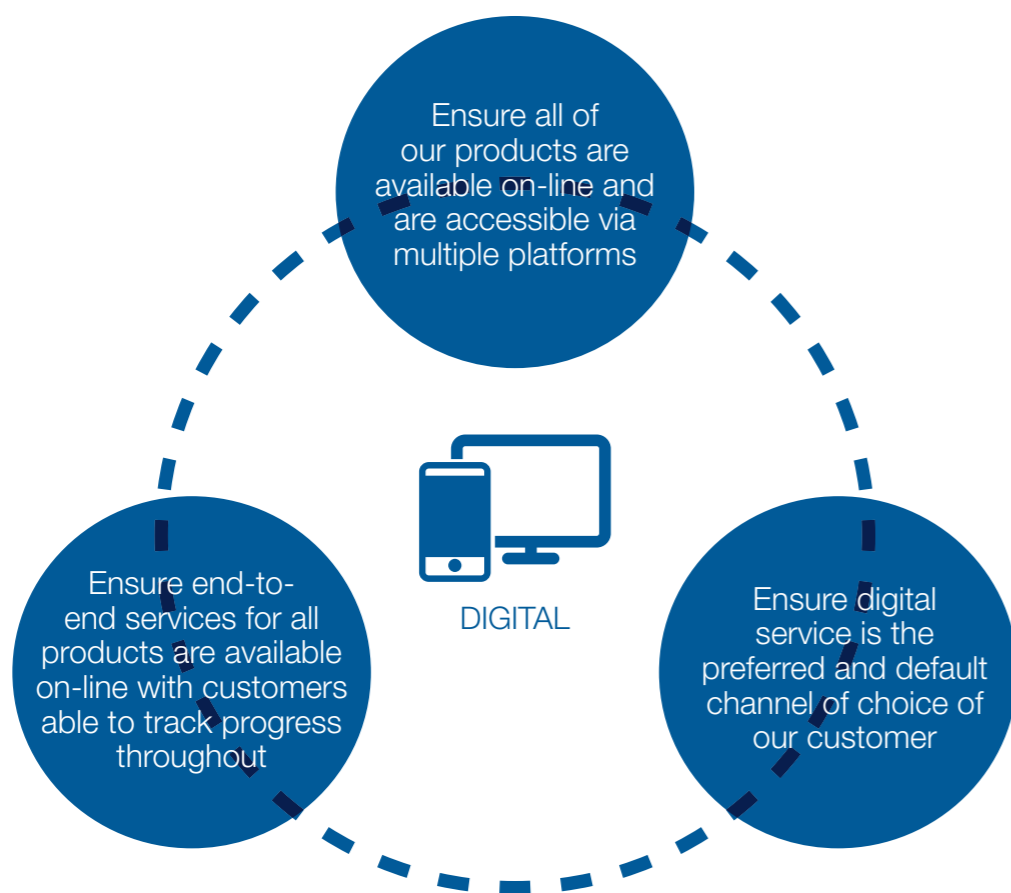 Ensure all of
our products are
available on-line and
are accessible via
multiple platforms
DIGITAL
Ensure end-to-
end services for all
products are available
on-line with customers
able to track progress
throughout
Ensure digital
service is the
preferred and default
channel of choice of
our customer